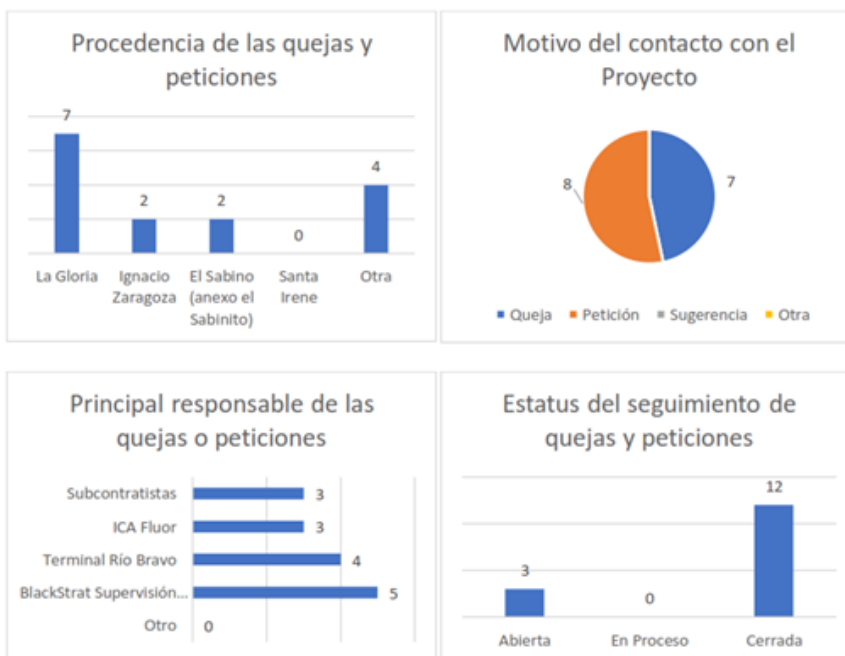 Procedencia de las quejas y
peticiones
7
2
2
0
4
La Gloria
Ignacio
Zaragoza
El Sabino
(anexo el
Sabinito)
Santa
Irene
Otra
Motivo del contacto con el
Proyecto
8
7
Queja
Petición
Sugerencia
Otra
Principal responsable de las
quejas o peticiones
Subcontratistas 3
ICA Fluor 3
Terminal Río Bravo 4
BlackStrat Supervisión... 5
Otro 0
Estatus del seguimiento de
quejas y peticiones
3
0
12
Abierta
En Proceso
Cerrada